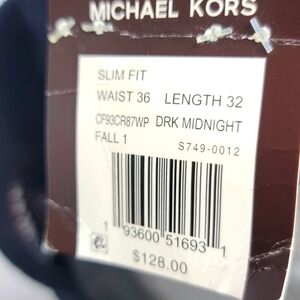 MICHAEL KORS
SLIM FIT
WAIST 36 LENGTH 32
CF93CR87WP DRK MIDNIGHT
FALL 1 S749-0012
1 93600 51693 1
$128.00